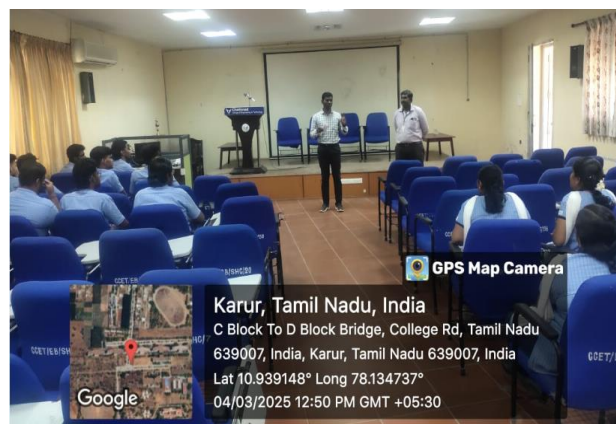 GPS Map Camera
Karur, Tamil Nadu, India
C Block To D Block Bridge, College Rd, Tamil Nadu
639007, India, Karur, Tamil Nadu 639007, India
Lat 10.939148° Long 78.134737°
04/03/2025 12:50 PM GMT +05:30
Google